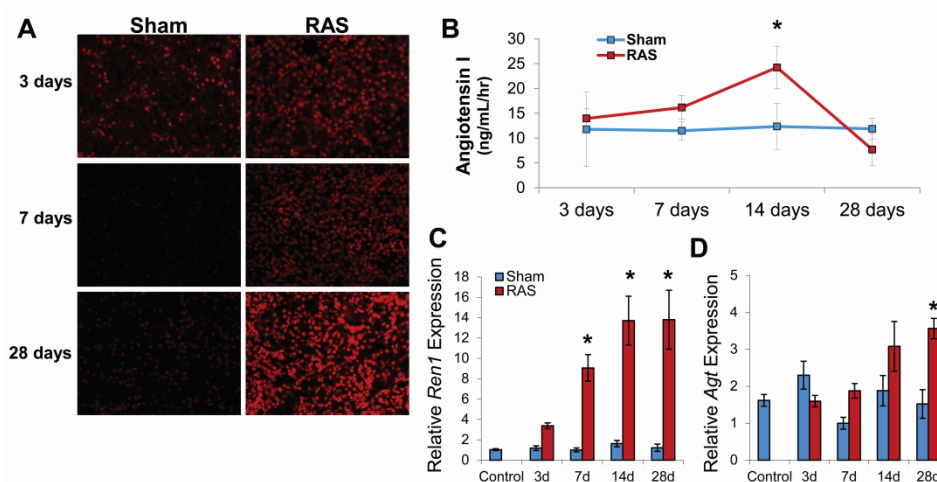 A
Sham
RAS
3 days
7 days
28 days
B
Sham
RAS
*
Angiotensin I
(ng/mL/hr)
30
25
20
15
10
5
0
3 days
7 days
14 days
28 days
C
Sham
RAS
Relative Ren1 Expression
18
16
14
12
10
8
6
4
2
0
*
*
*
Control
3d
7d
14d
28d
D
Relative Agt Expression
5
4
3
2
1
0
*
Control
3d
7d
14d
28d